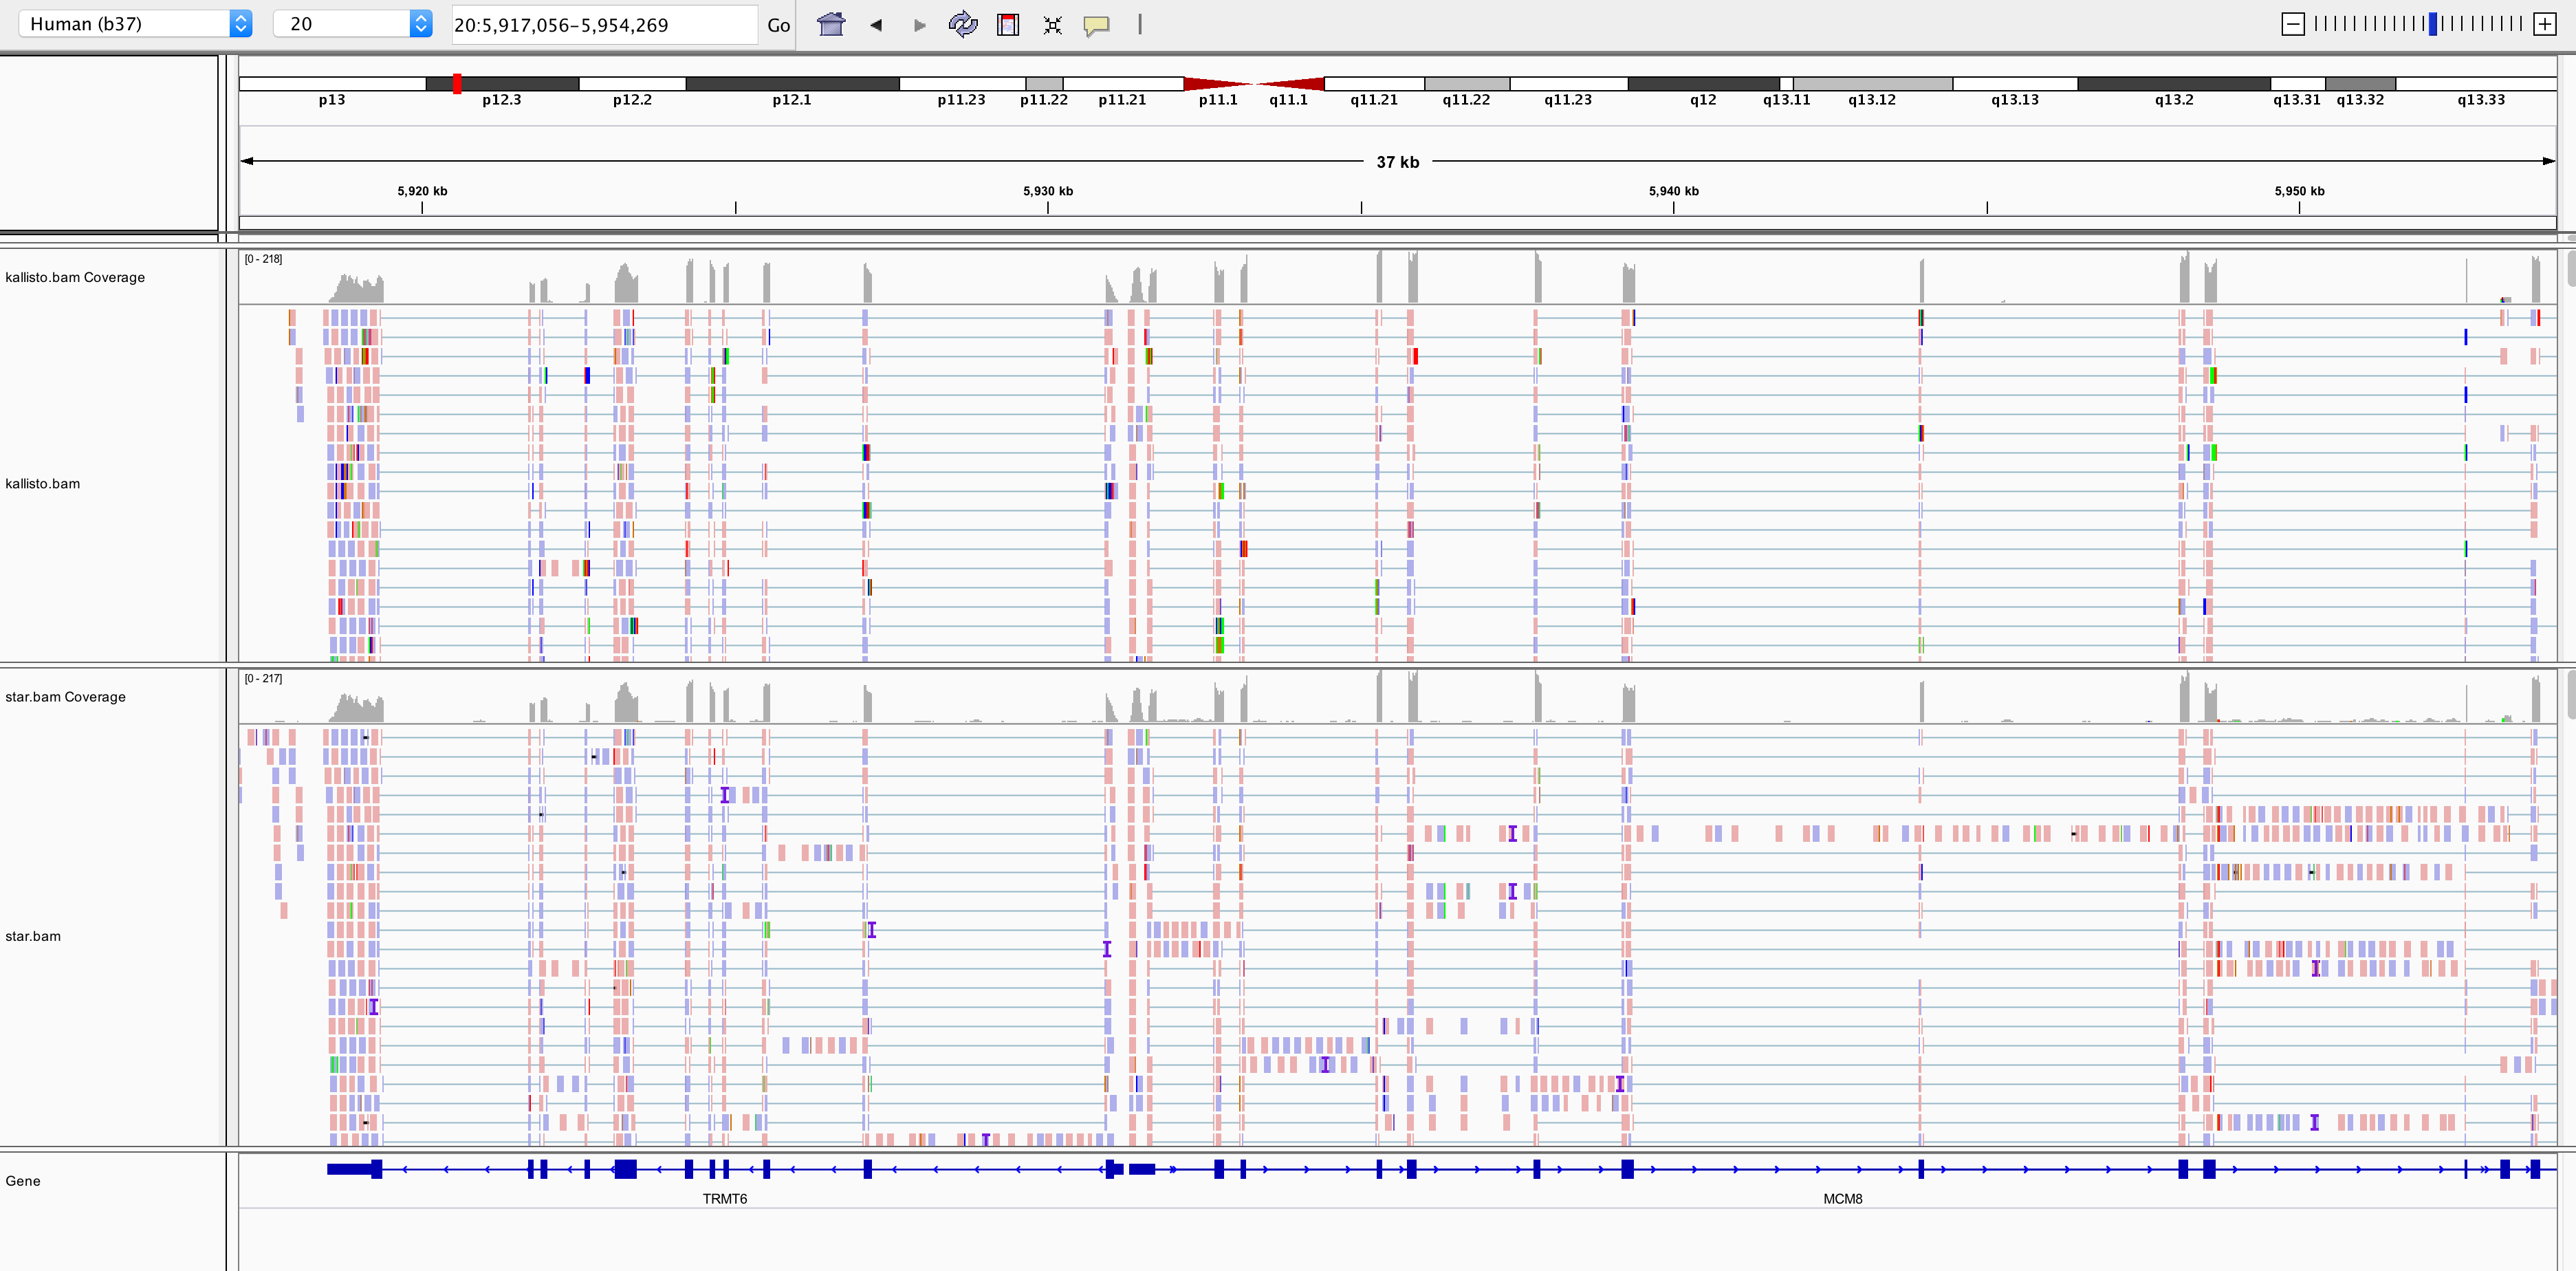 Human (b37) 20 20:5,917,056-5,954,269 Go
p13 p12.3 p12.2 p12.1 p11.23 p11.22 p11.21 p11.1 q11.1 q11.21 q11.22 q11.23 q12 q13.11 q13.12 q13.13 q13.2 q13.31 q13.32 q13.33
37 kb
5,920 kb 5,930 kb 5,940 kb 5,950 kb
[0 - 218]
kallisto.bam Coverage
kallisto.bam
[0 - 217]
star.bam Coverage
star.bam
Gene
TRMT6 MCM8